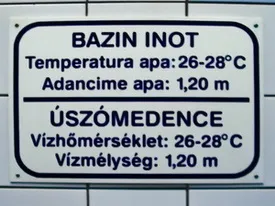 BAZIN INOT
Temperatura apa: 26-28°C
Adancime apa: 1,20 m
ÚSZÓMEDENCE
Vízhőmérséklet: 26-28°C
Vízmélység: 1,20 m